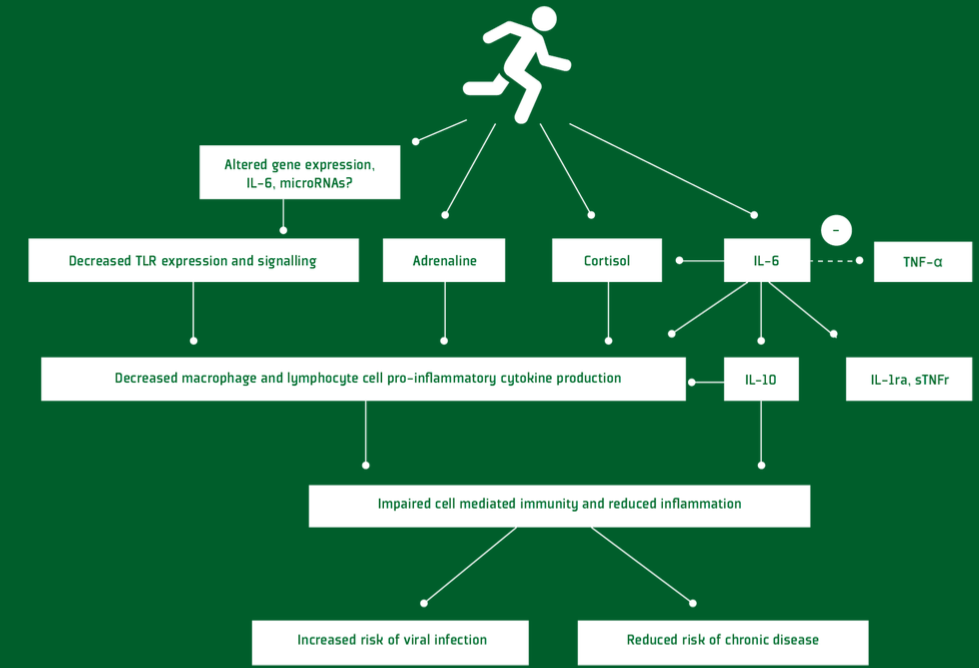 Altered gene expression,
IL-6, microRNAs?
Decreased TLR expression and signalling
Adrenaline
Cortisol
IL-6
–
TNF-α
Decreased macrophage and lymphocyte cell pro-inflammatory cytokine production
IL-10
IL-1ra, sTNFr
Impaired cell mediated immunity and reduced inflammation
Increased risk of viral infection
Reduced risk of chronic disease